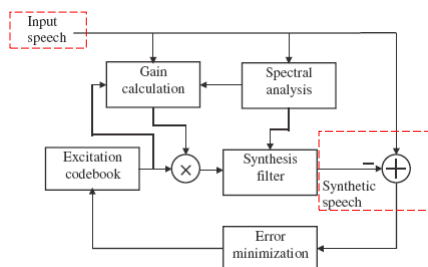 Input
speech
Gain
calculation
Spectral
analysis
Excitation
codebook
×
Synthesis
filter
−
+
Synthetic
speech
Error
minimization